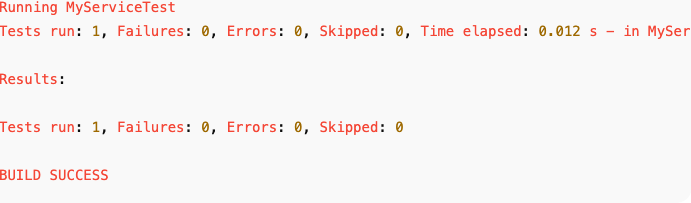 Running MyServiceTest
Tests run: 1, Failures: 0, Errors: 0, Skipped: 0, Time elapsed: 0.012 s - in MySer
Results:
Tests run: 1, Failures: 0, Errors: 0, Skipped: 0
BUILD SUCCESS